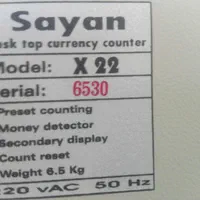 Sayan
sk top currency counter
Model: X 22
erial: 6530
Preset counting
Money detector
Secondary display
Count reset
Weight 6.5 Kg
220 vAC 50 Hz